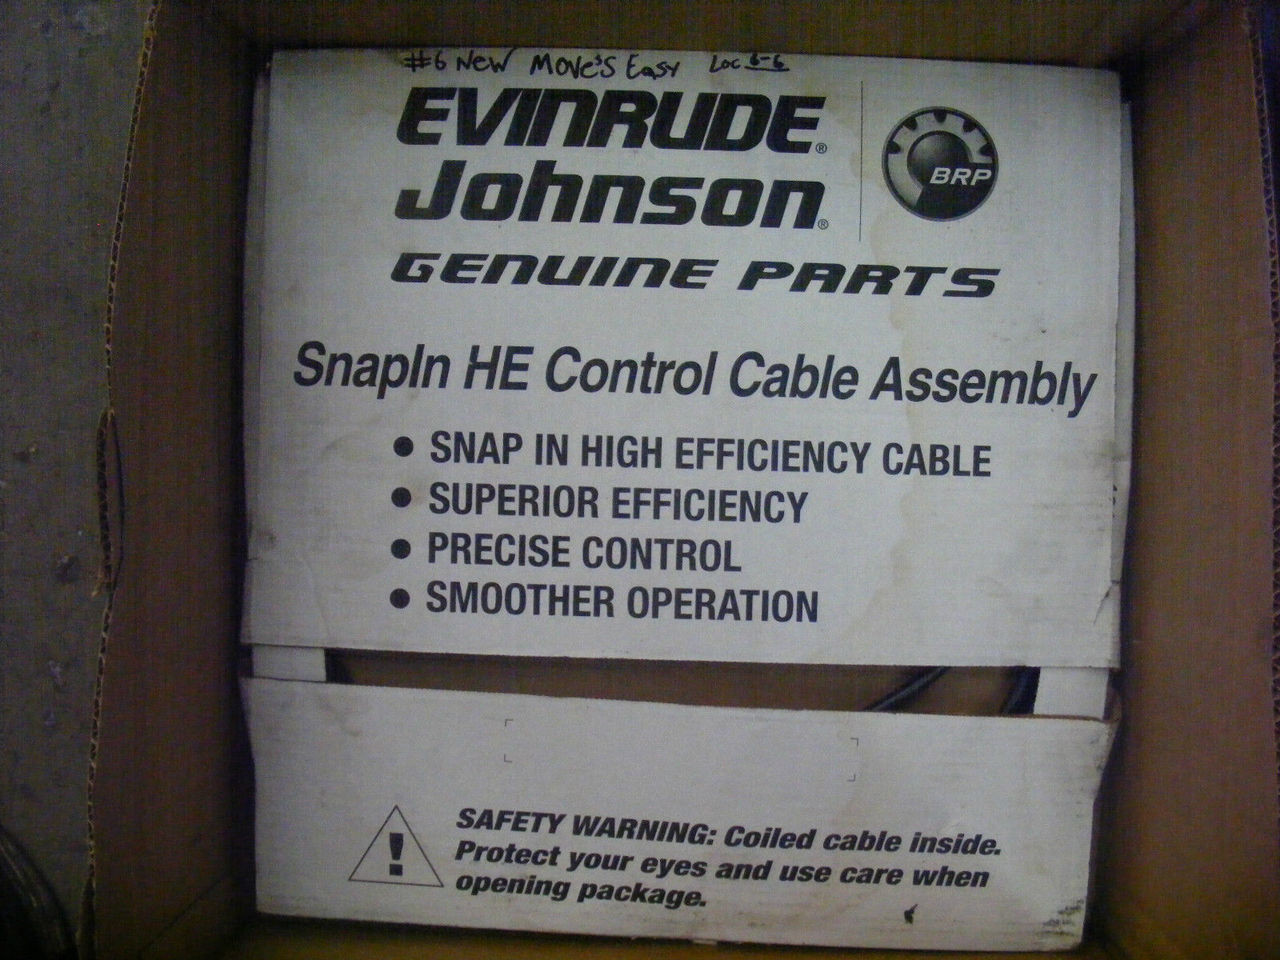 #6 New Move's Easy Loc 6-6
EVINRUDE®
Johnson®
BRP
GENUINE PARTS
SnapIn HE Control Cable Assembly
• SNAP IN HIGH EFFICIENCY CABLE
• SUPERIOR EFFICIENCY
• PRECISE CONTROL
• SMOOTHER OPERATION
SAFETY WARNING: Coiled cable inside.
Protect your eyes and use care when
opening package.